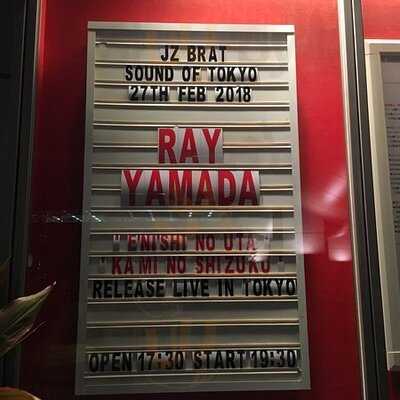 JZ BRAT
SOUND OF TOKYO
27TH FEB 2018
RAY
YAMADA
" E'NISHI NO UTA "
" KAMI NO SHIZUKU "
RELEASE LIVE IN TOKYO
OPEN 17:30 START 19:30